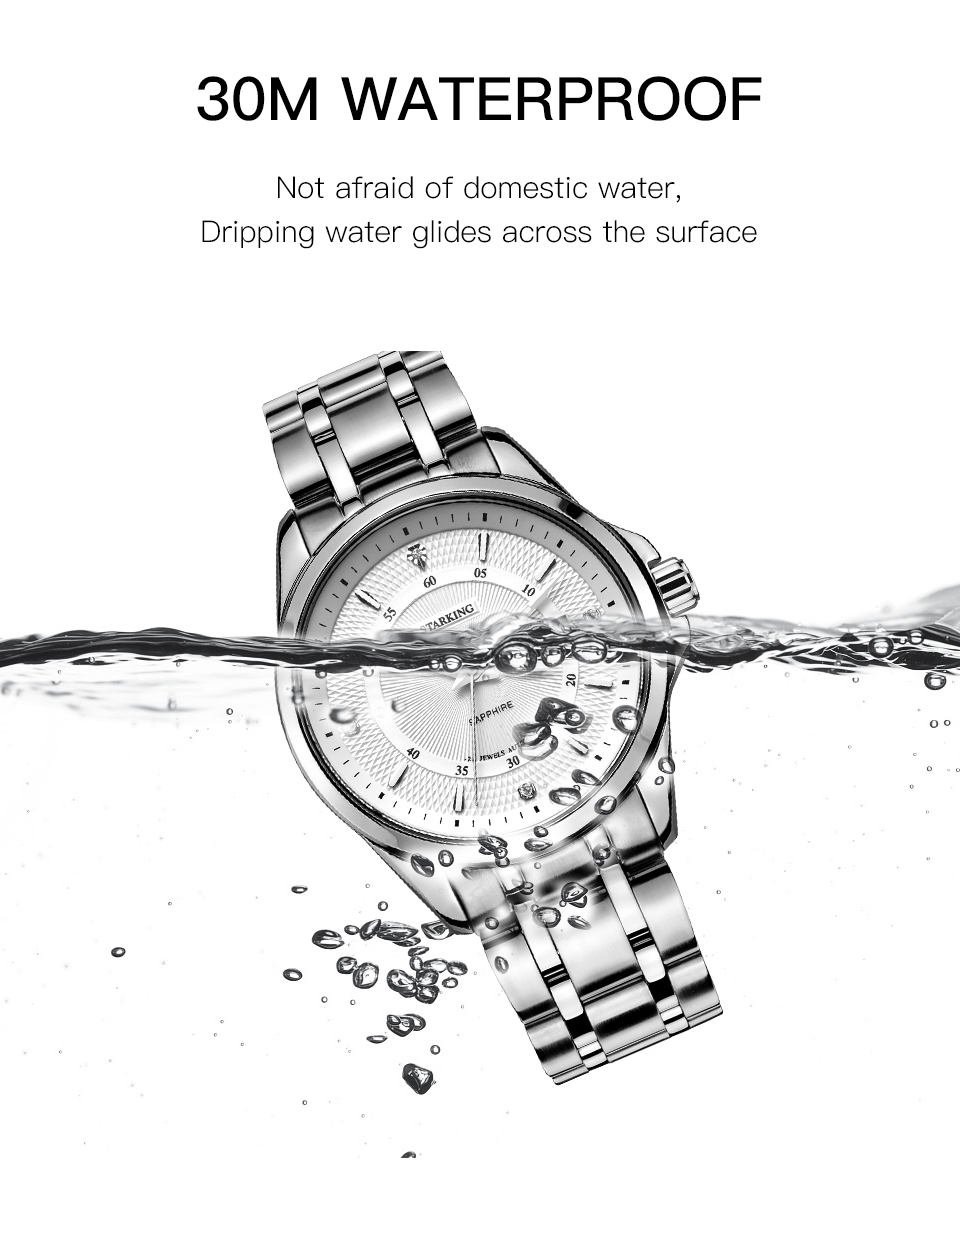 30M WATERPROOF
Not afraid of domestic water,
Dripping water glides across the surface
60
05
10
55
STARKING
20
SAPPHIRE
40
35
30
JEWELS